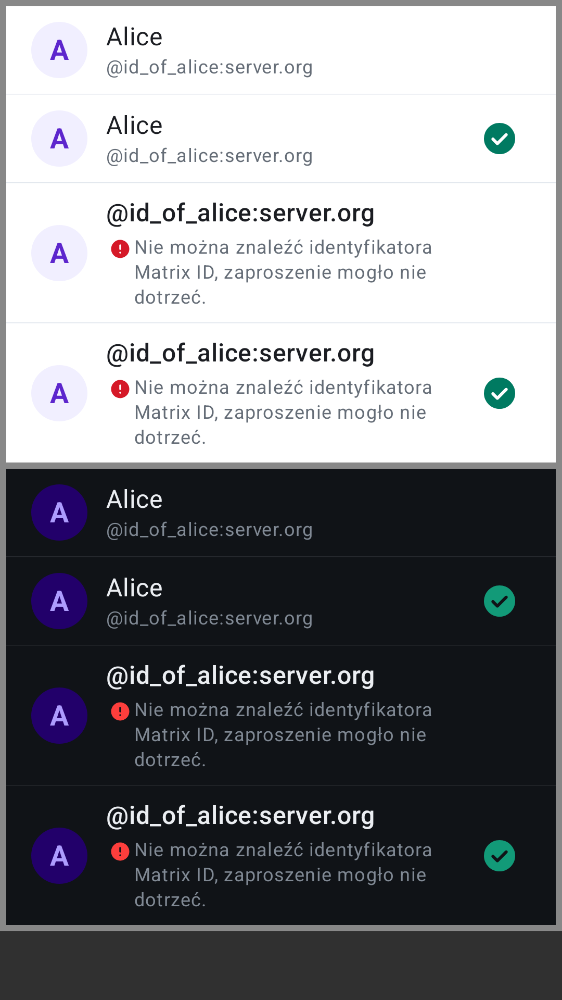 A
Alice
@id_of_alice:server.org
A
Alice
@id_of_alice:server.org
A
@id_of_alice:server.org
Nie można znaleźć identyfikatora
Matrix ID, zaproszenie mogło nie
dotrzeć.
A
@id_of_alice:server.org
Nie można znaleźć identyfikatora
Matrix ID, zaproszenie mogło nie
dotrzeć.
A
Alice
@id_of_alice:server.org
A
Alice
@id_of_alice:server.org
A
@id_of_alice:server.org
Nie można znaleźć identyfikatora
Matrix ID, zaproszenie mogło nie
dotrzeć.
A
@id_of_alice:server.org
Nie można znaleźć identyfikatora
Matrix ID, zaproszenie mogło nie
dotrzeć.